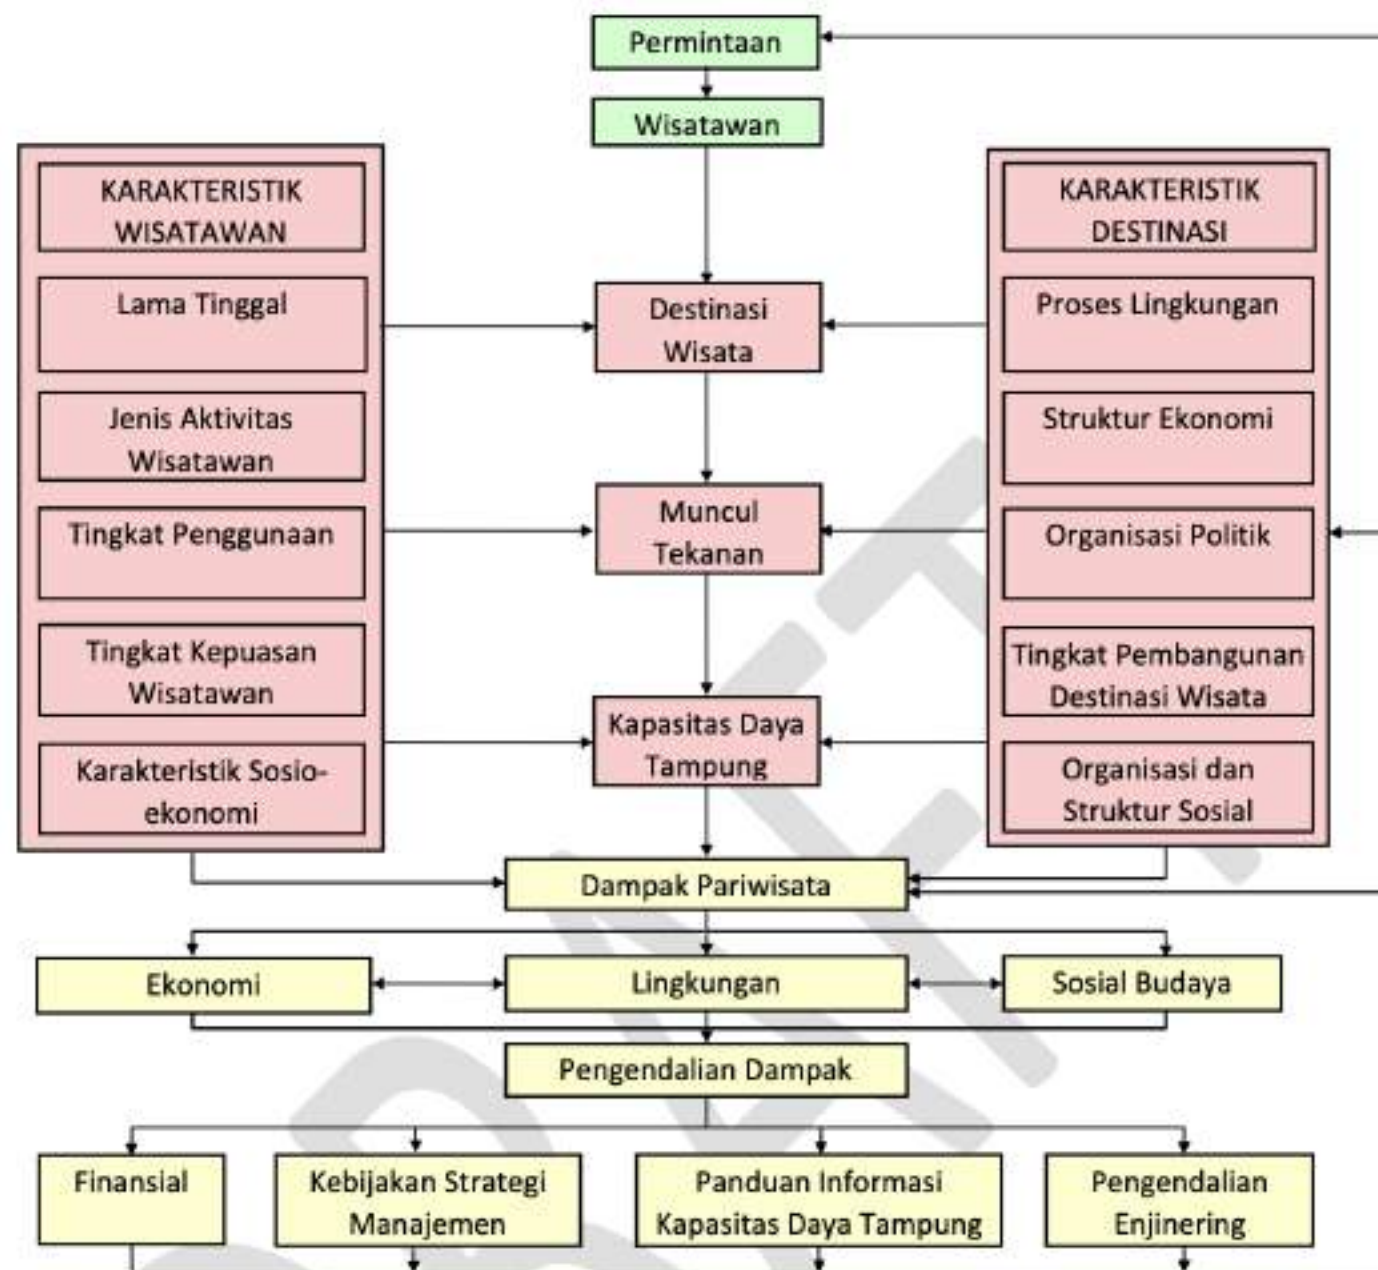 Permintaan
Wisatawan
KARAKTERISTIK
WISATAWAN
Lama Tinggal
Jenis Aktivitas
Wisatawan
Tingkat Penggunaan
Tingkat Kepuasan
Wisatawan
Karakteristik Sosio-
ekonomi
Destinasi
Wisata
Muncul
Tekanan
Kapasitas Daya
Tampung
KARAKTERISTIK
DESTINASI
Proses Lingkungan
Struktur Ekonomi
Organisasi Politik
Tingkat Pembangunan
Destinasi Wisata
Organisasi dan
Struktur Sosial
Dampak Pariwisata
Ekonomi
Lingkungan
Sosial Budaya
Pengendalian Dampak
Finansial
Kebijakan Strategi
Manajemen
Panduan Informasi
Kapasitas Daya Tampung
Pengendalian
Enjinering
DRAFT